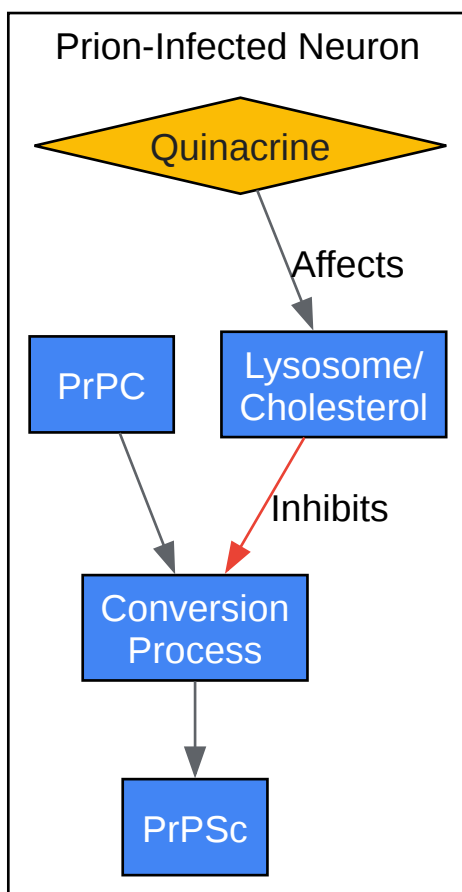 Prion-Infected Neuron
Quinacrine
Affects
PrPC
Lysosome/
Cholesterol
Inhibits
Conversion
Process
PrPSc